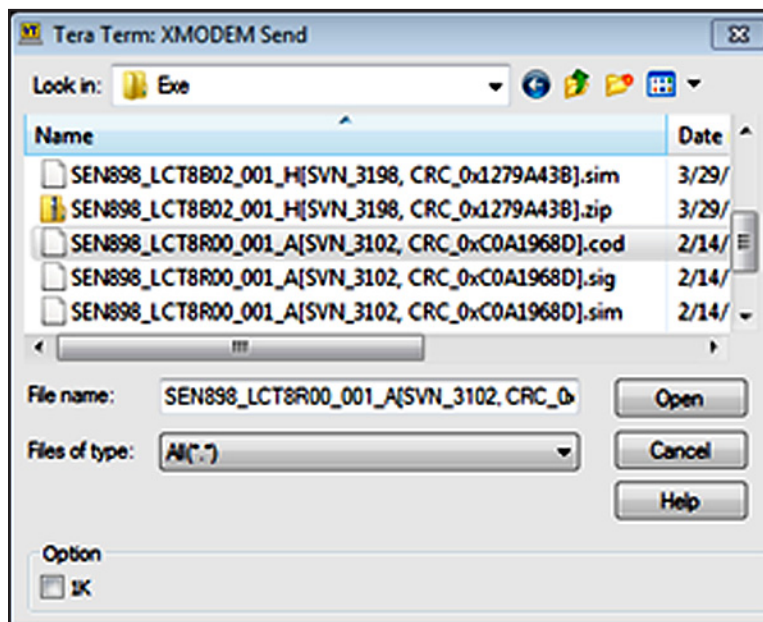 Tera Term: XMODEM Send
Look in: Exe
Name Date
SEN898_LCT8B02_001_H[SVN_3198, CRC_0x1279A43B].sim 3/29/
SEN898_LCT8B02_001_H[SVN_3198, CRC_0x1279A43B].zip 3/29/
SEN898_LCT8R00_001_A[SVN_3102, CRC_0xC0A1968D].cod 2/14/
SEN898_LCT8R00_001_A[SVN_3102, CRC_0xC0A1968D].sig 2/14/
SEN898_LCT8R00_001_A[SVN_3102, CRC_0xC0A1968D].sim 2/14/
File name: SEN898_LCT8R00_001_A[SVN_3102, CRC_0x Open
Files of type: All(*.*) Cancel
Help
Option
1K